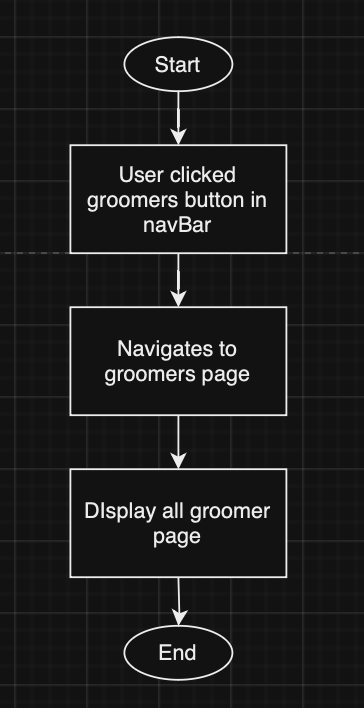 Start
User clicked
groomers button in
navBar
Navigates to
groomers page
DIsplay all groomer
page
End